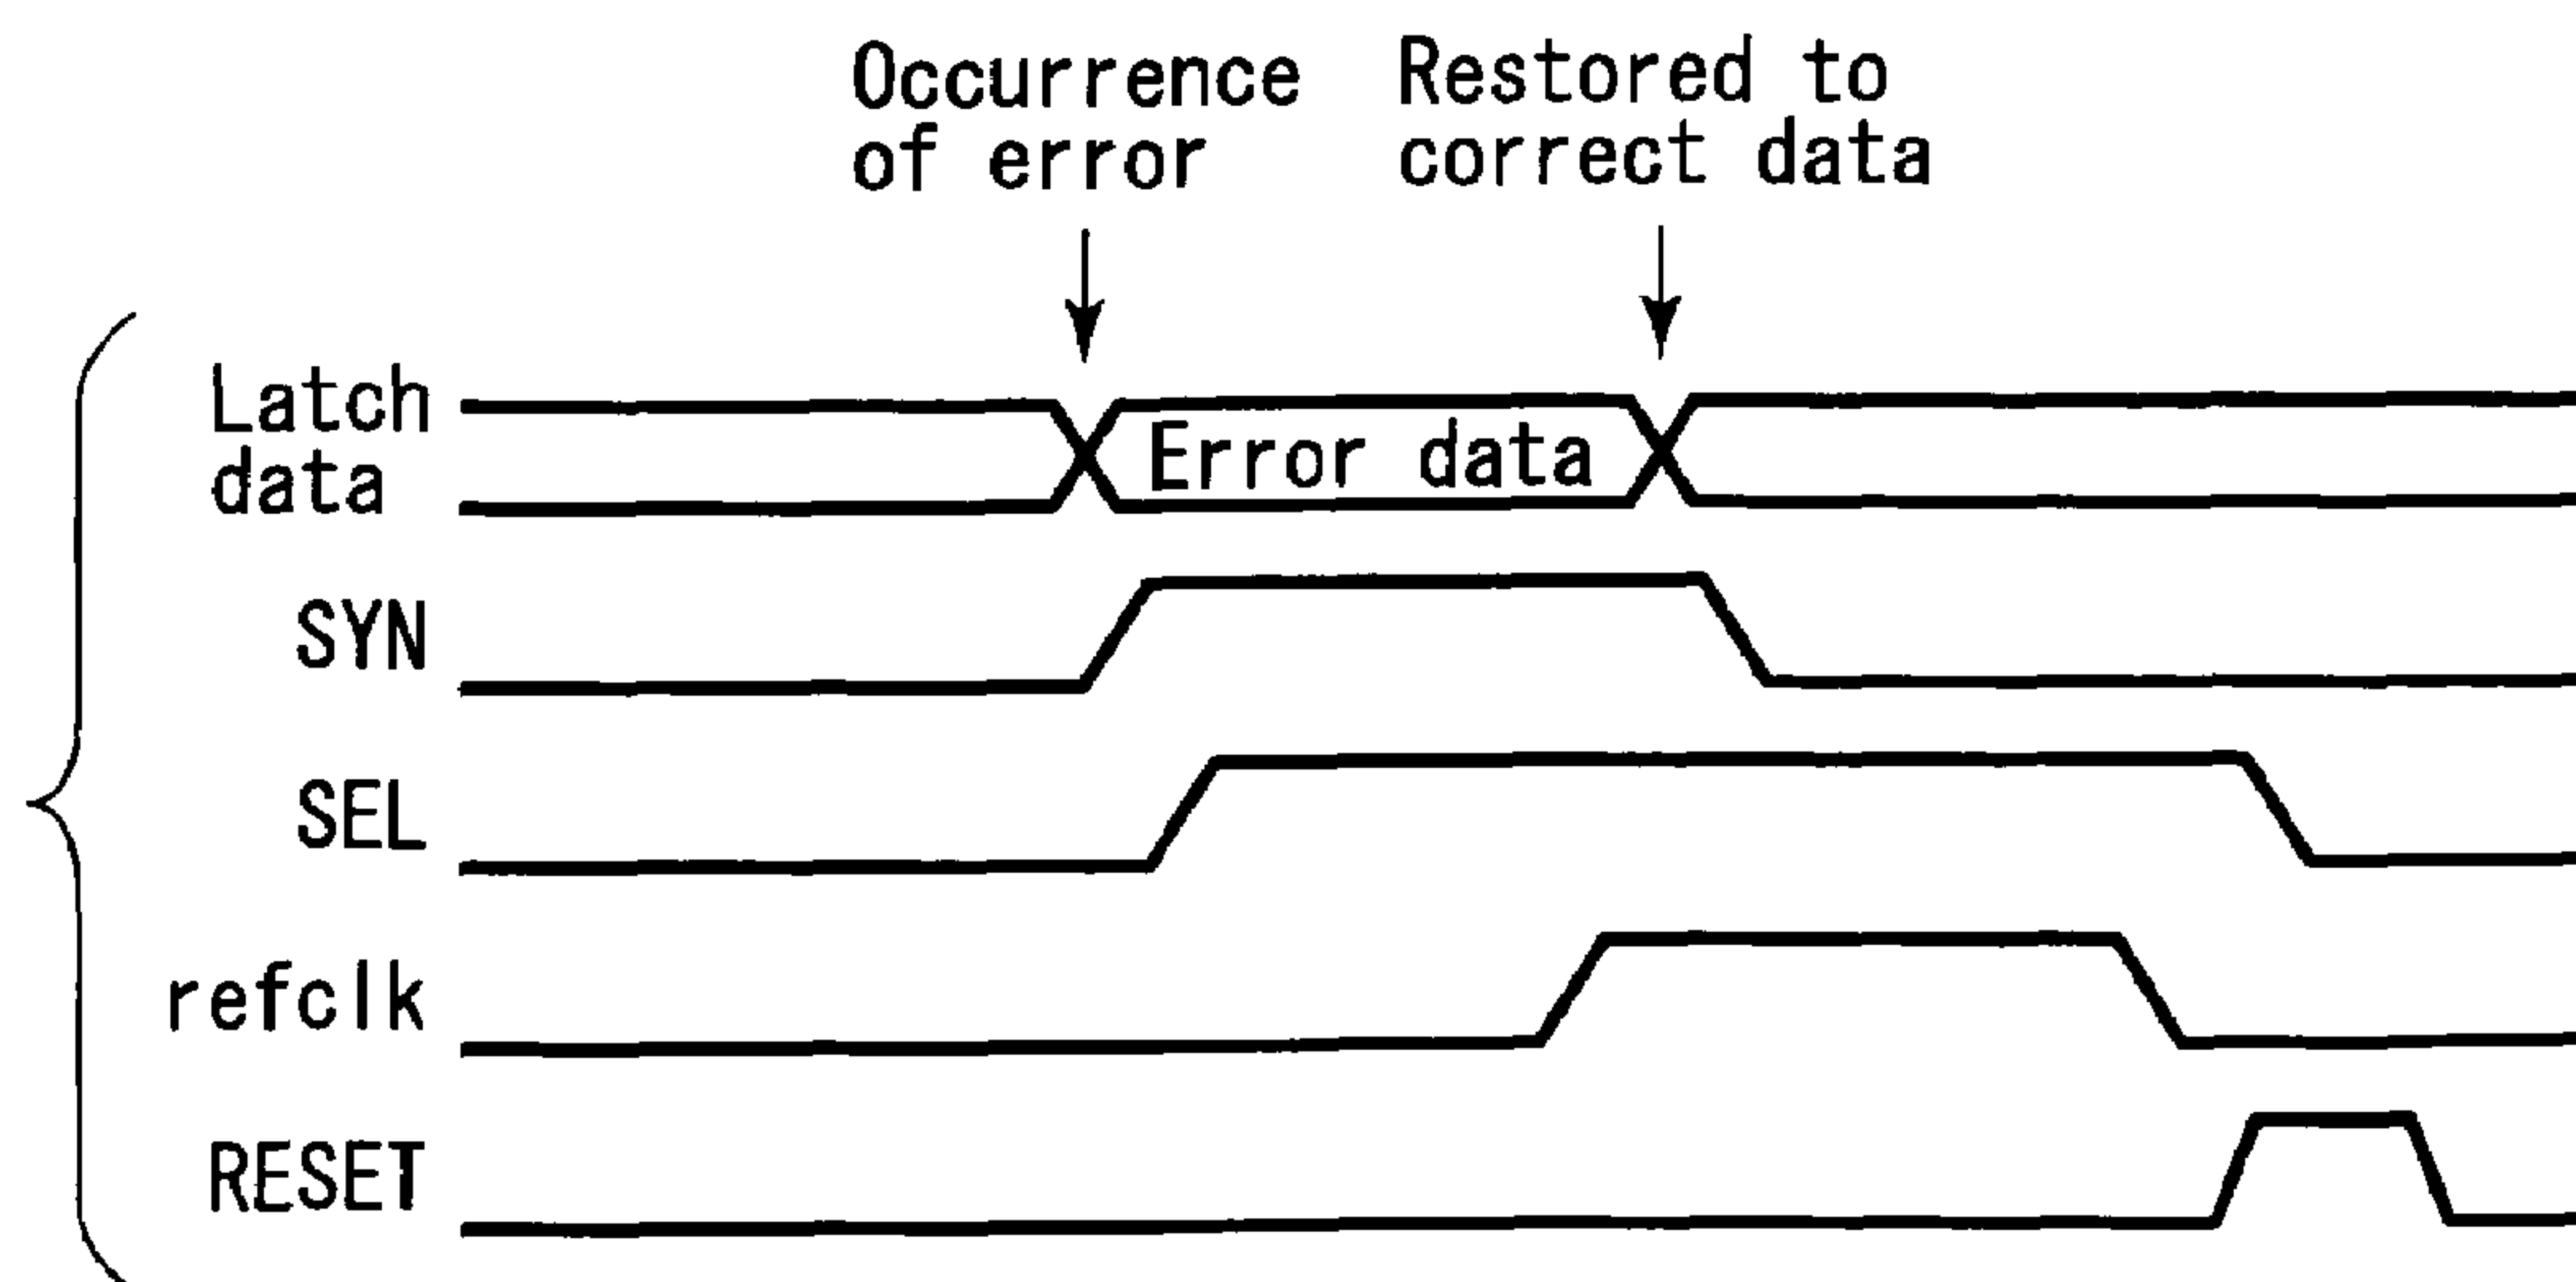 Occurrence
of error
Restored to
correct data
Latch
data
Error data
SYN
SEL
refclk
RESET